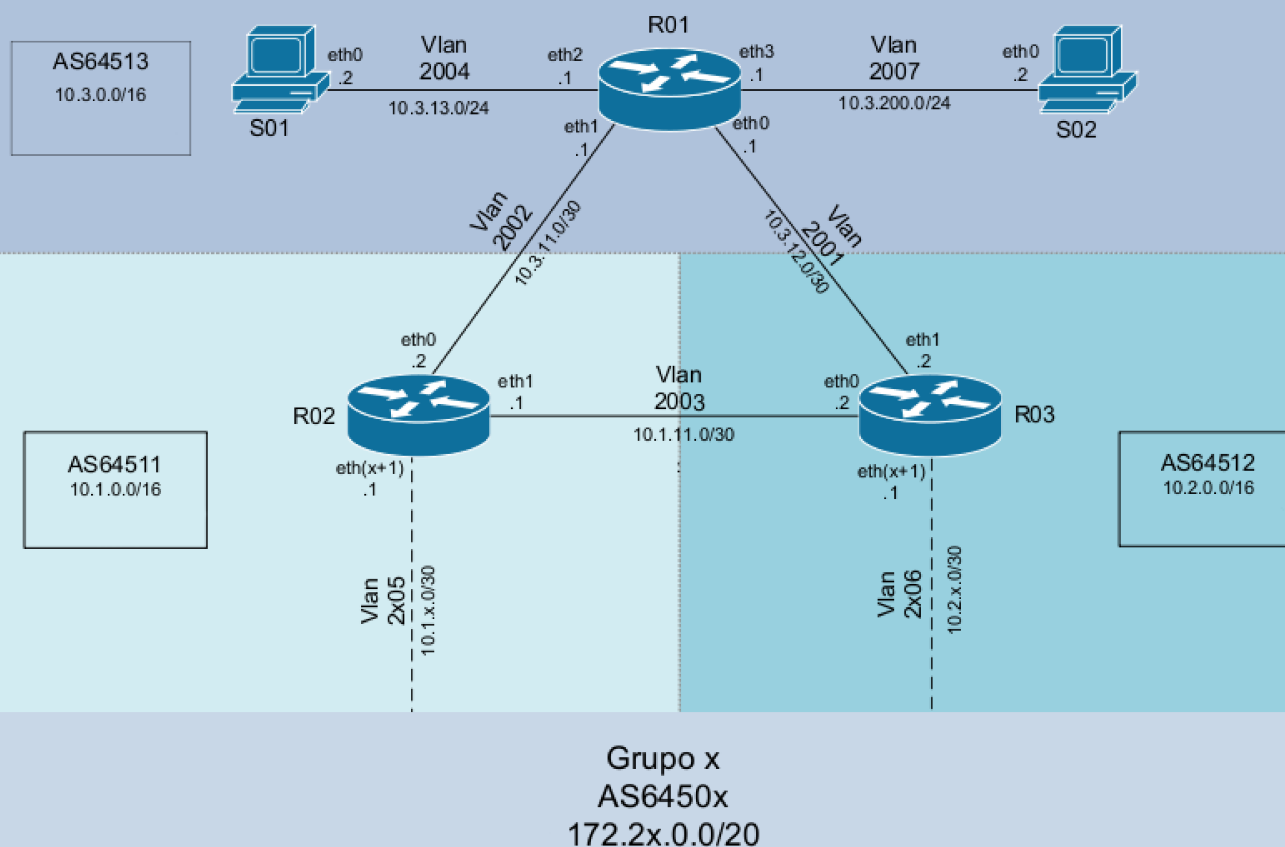 R01
AS64513
10.3.0.0/16
eth0
.2
Vlan
2004
10.3.13.0/24
eth2
.1
eth3
.1
Vlan
2007
10.3.200.0/24
eth0
.2
S01
S02
eth1
.1
eth0
.1
Vlan
2002
10.3.11.0/30
Vlan
2001
10.3.12.0/30
eth0
.2
eth1
.2
R02
eth1
.1
Vlan
2003
10.1.11.0/30
:
eth0
.2
R03
AS64511
10.1.0.0/16
eth(x+1)
.1
eth(x+1)
.1
AS64512
10.2.0.0/16
Vlan
2x05
10.1.x.0/30
Vlan
2x06
10.2.x.0/30
Grupo x
AS6450x
172.2x.0.0/20